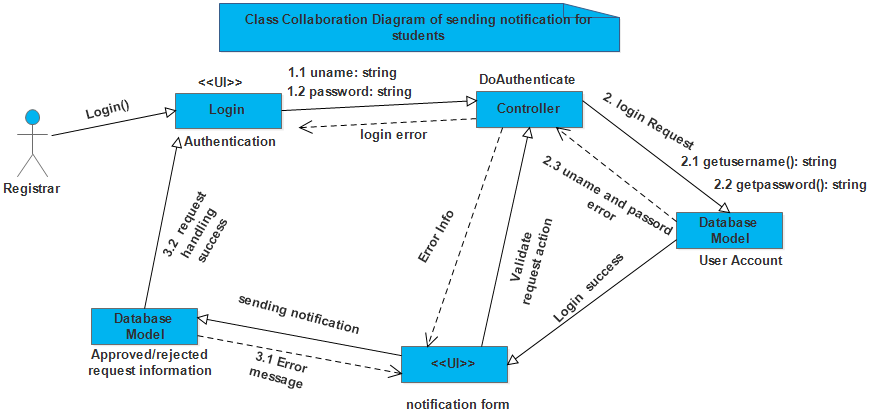 Class Collaboration Diagram of sending notification for
students
<<UI>>
Login
Authentication
1.1 uname: string
1.2 password: string
DoAuthenticate
Controller
Login()
Registrar
login error
2. login Request
2.1 getusername(): string
2.2 getpassword(): string
2.3 uname and passord
error
Database
Model
User Account
3.2 request
handling
success
Error Info
Validate
request action
Login success
sending notification
Database
Model
Approved/rejected
request information
3.1 Error
message
<<UI>>
notification form